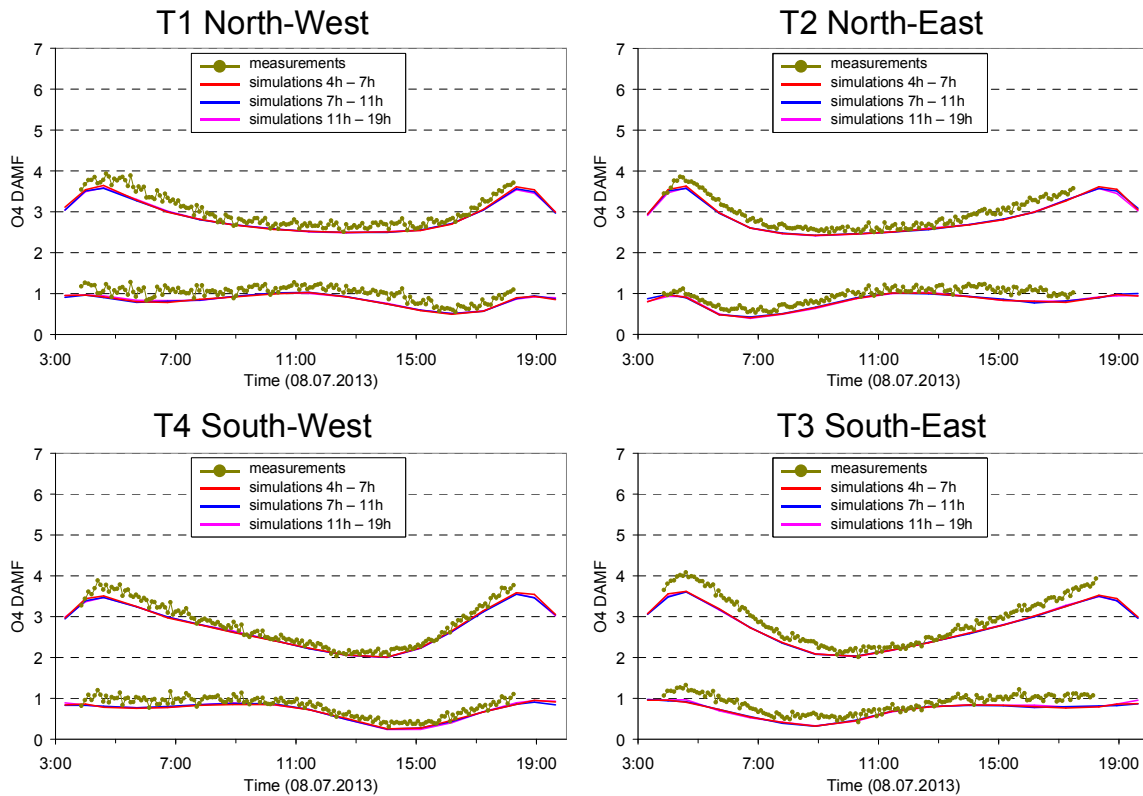 T1 North-West
7
6
5
4
3
2
1
0
O4 DAMF
measurements
simulations 4h – 7h
simulations 7h – 11h
simulations 11h – 19h
3:00 7:00 11:00 15:00 19:00
Time (08.07.2013)
T2 North-East
7
6
5
4
3
2
1
0
O4 DAMF
measurements
simulations 4h – 7h
simulations 7h – 11h
simulations 11h – 19h
3:00 7:00 11:00 15:00 19:00
Time (08.07.2013)
T4 South-West
7
6
5
4
3
2
1
0
O4 DAMF
measurements
simulations 4h – 7h
simulations 7h – 11h
simulations 11h – 19h
3:00 7:00 11:00 15:00 19:00
Time (08.07.2013)
T3 South-East
7
6
5
4
3
2
1
0
O4 DAMF
measurements
simulations 4h – 7h
simulations 7h – 11h
simulations 11h – 19h
3:00 7:00 11:00 15:00 19:00
Time (08.07.2013)